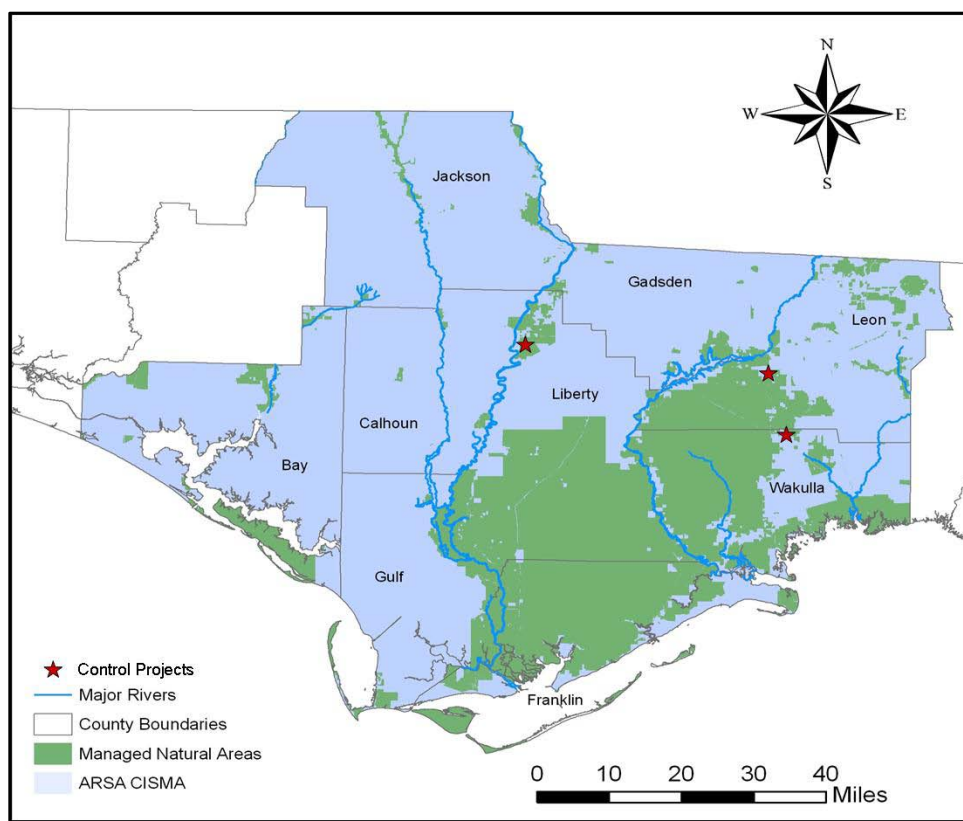 N
W
E
S
Jackson
Gadsden
Leon
Liberty
Calhoun
Bay
Wakulla
Gulf
Franklin
Control Projects
Major Rivers
County Boundaries
Managed Natural Areas
ARSA CISMA
0 10 20 30 40
Miles